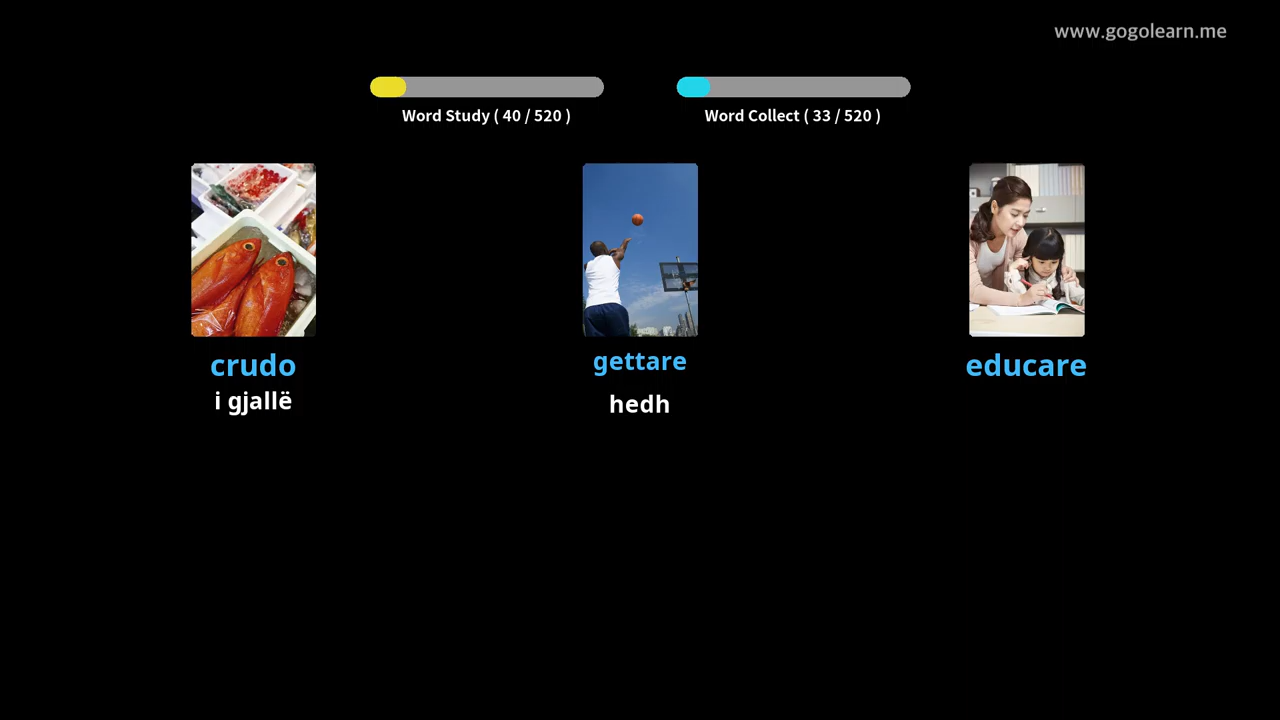 www.gogolearn.me
Word Study ( 40 / 520 )
Word Collect ( 33 / 520 )
crudo
i gjallë
gettare
hedh
educare